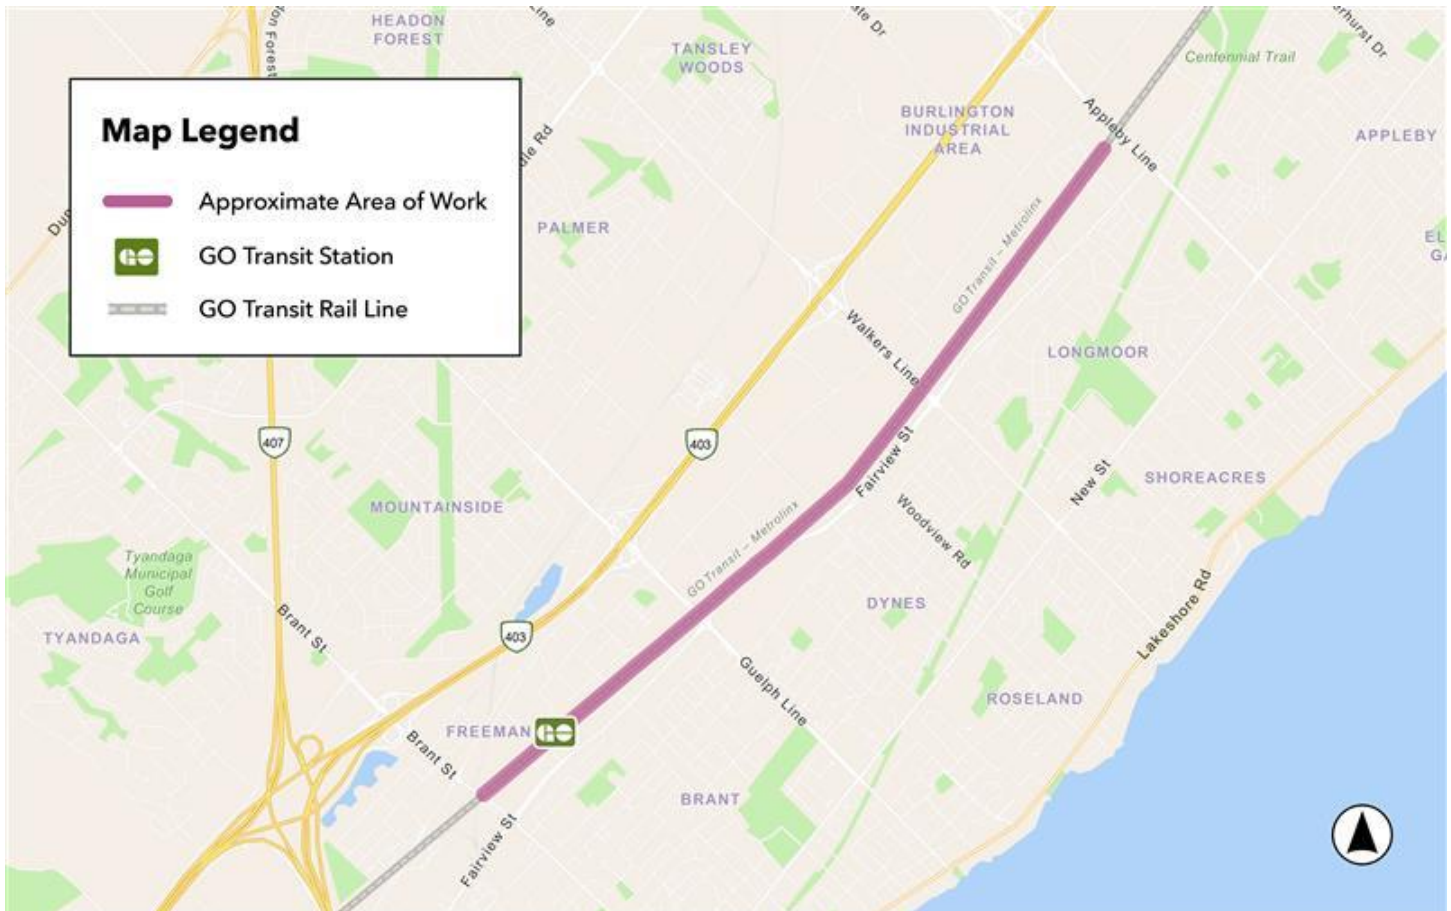 HEADON
FOREST
Line
TANSLEY
WOODS
Centennial Trail
Map Legend
Approximate Area of Work
GO
GO Transit Station
GO Transit Rail Line
BURLINGTON
INDUSTRIAL
AREA
Appleby Line
APPLEBY
PALMER
GO Transit – Metrolinx
Walkers Line
LONGMOOR
407
403
Fairview St
New St
SHOREACRES
MOUNTAINSIDE
Woodview Rd
GO Transit – Metrolinx
Tyandaga
Municipal
Golf
Course
TYANDAGA
Brant St
403
DYNES
Lakeshore Rd
Guelph Line
ROSELAND
FREEMAN
GO
Brant St
BRANT
Fairview St